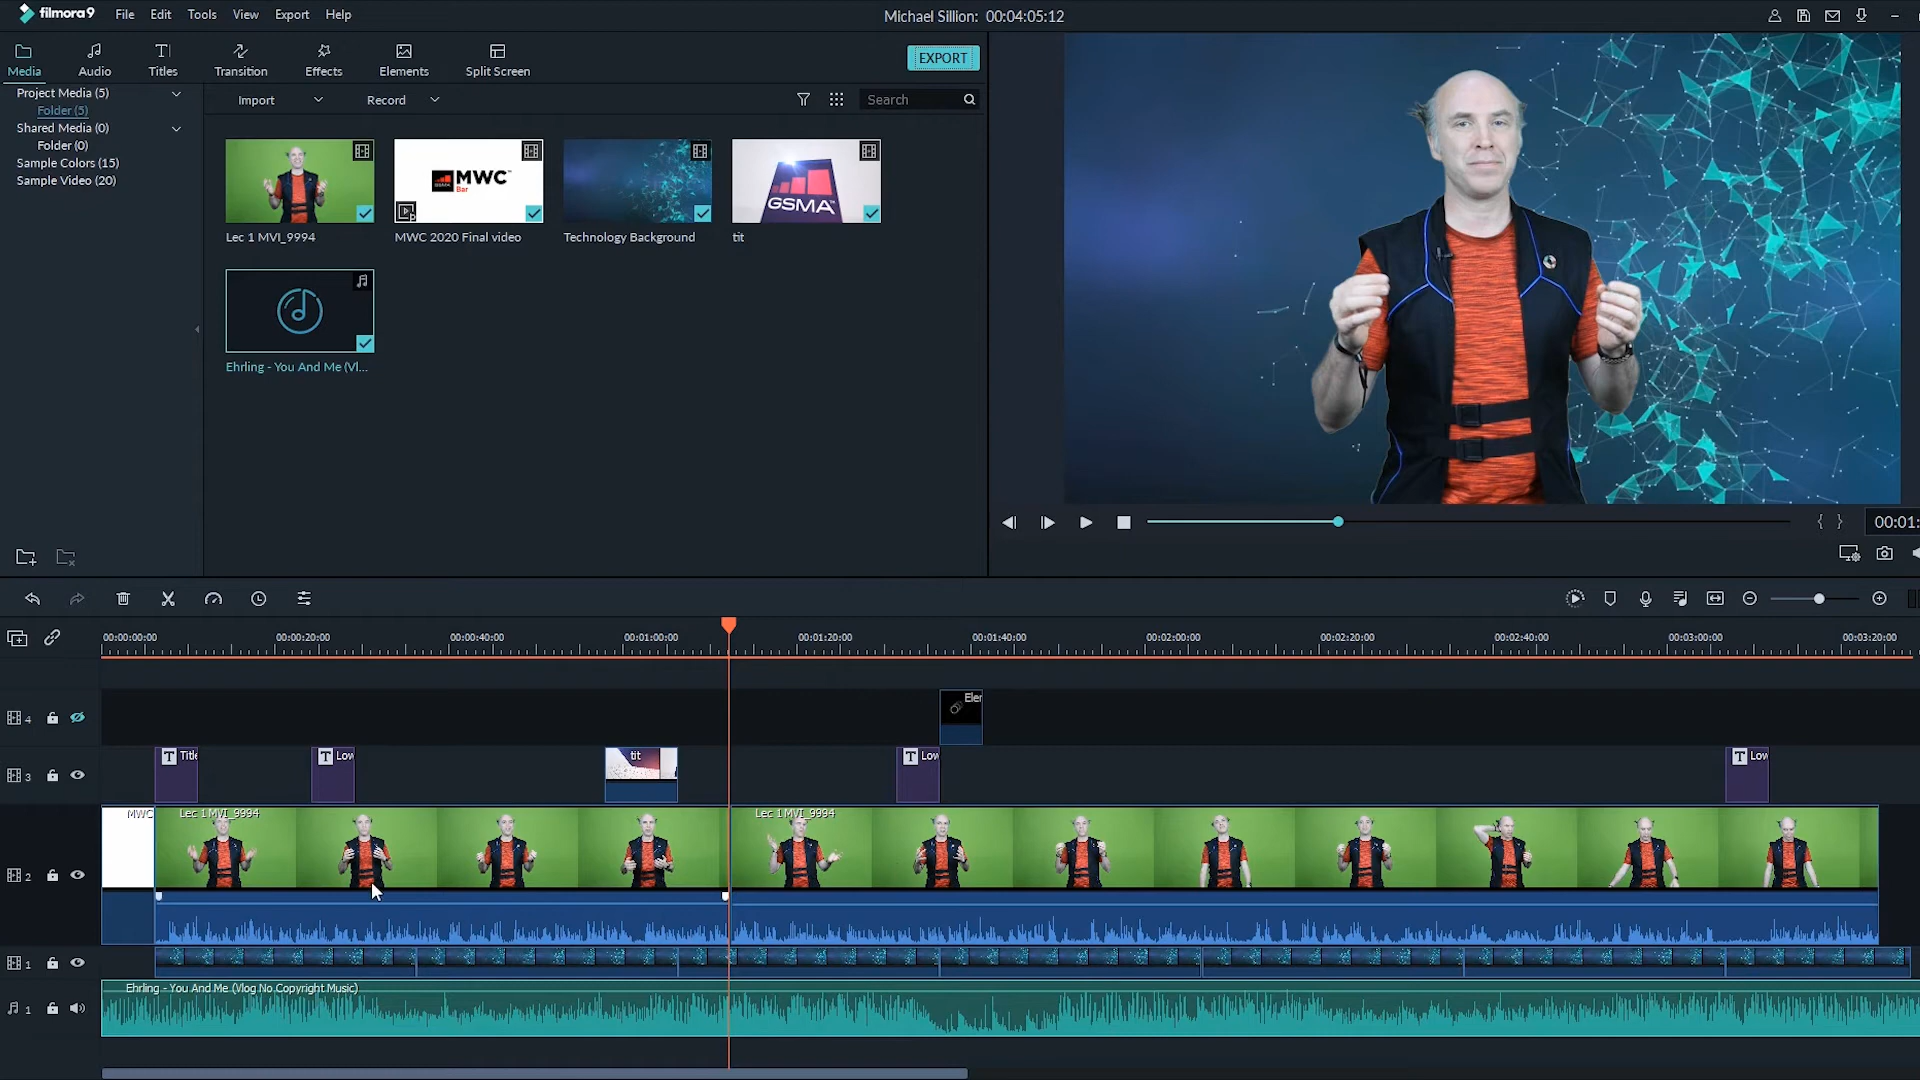 filmora9 File Edit Tools View Export Help
Michael Sillion: 00:04:05:12
Media Audio Titles Transition Effects Elements Split Screen
EXPORT
Project Media (5)
Folder (5)
Shared Media (0)
Folder (0)
Sample Colors (15)
Sample Video (20)
Import Record Search
GSMA MWC
Bar
GSMA
Lec 1 MVI_9994 MWC 2020 Final video Technology Background tit
Ehrling - You And Me (Vl...
00:01:
00:00:00:00 00:00:20:00 00:00:40:00 00:01:00:00 00:01:20:00 00:01:40:00 00:02:00:00 00:02:20:00 00:02:40:00 00:03:00:00 00:03:20:00
4 Eler
3 T Title T Low tit T Low T Low
2 MWC Lec 1 MVI_9994 Lec 1 MVI_9994
1
1 Ehrling - You And Me (Vlog No Copyright Music)